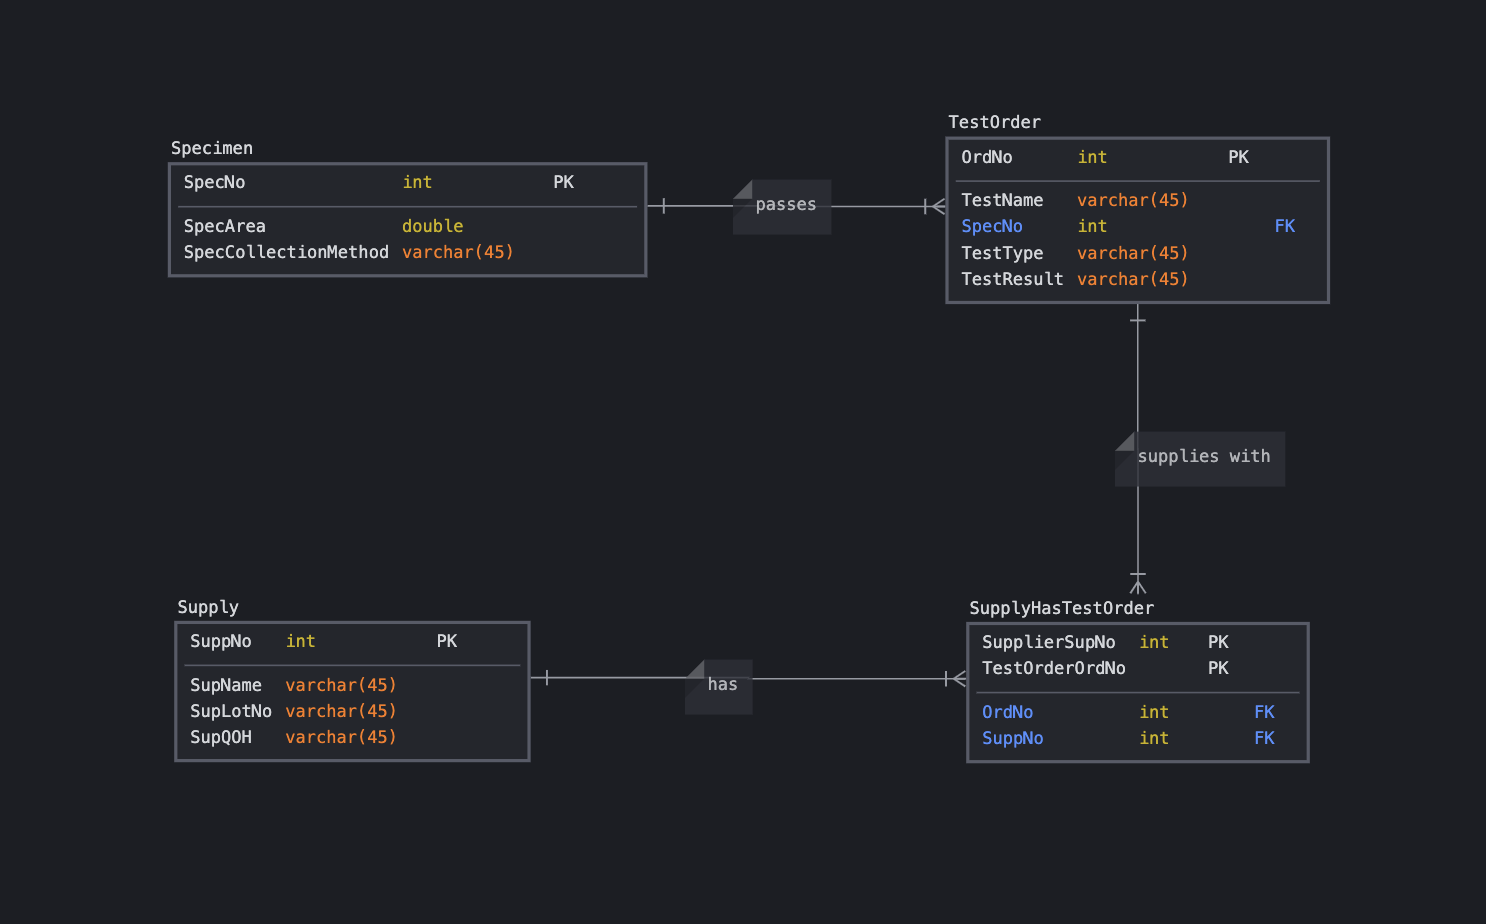 Specimen
SpecNo int PK
SpecArea double
SpecCollectionMethod varchar(45)
passes
TestOrder
OrdNo int PK
TestName varchar(45)
SpecNo int FK
TestType varchar(45)
TestResult varchar(45)
supplies with
Supply
SuppNo int PK
SupName varchar(45)
SupLotNo varchar(45)
SupQOH varchar(45)
has
SupplyHasTestOrder
SupplierSupNo int PK
TestOrderOrdNo PK
OrdNo int FK
SuppNo int FK